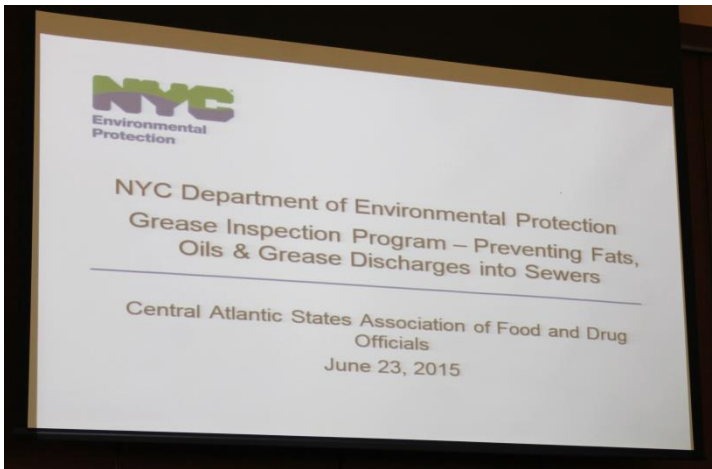 NYC
Environmental
Protection
NYC Department of Environmental Protection
Grease Inspection Program – Preventing Fats,
Oils & Grease Discharges into Sewers
Central Atlantic States Association of Food and Drug
Officials
June 23, 2015